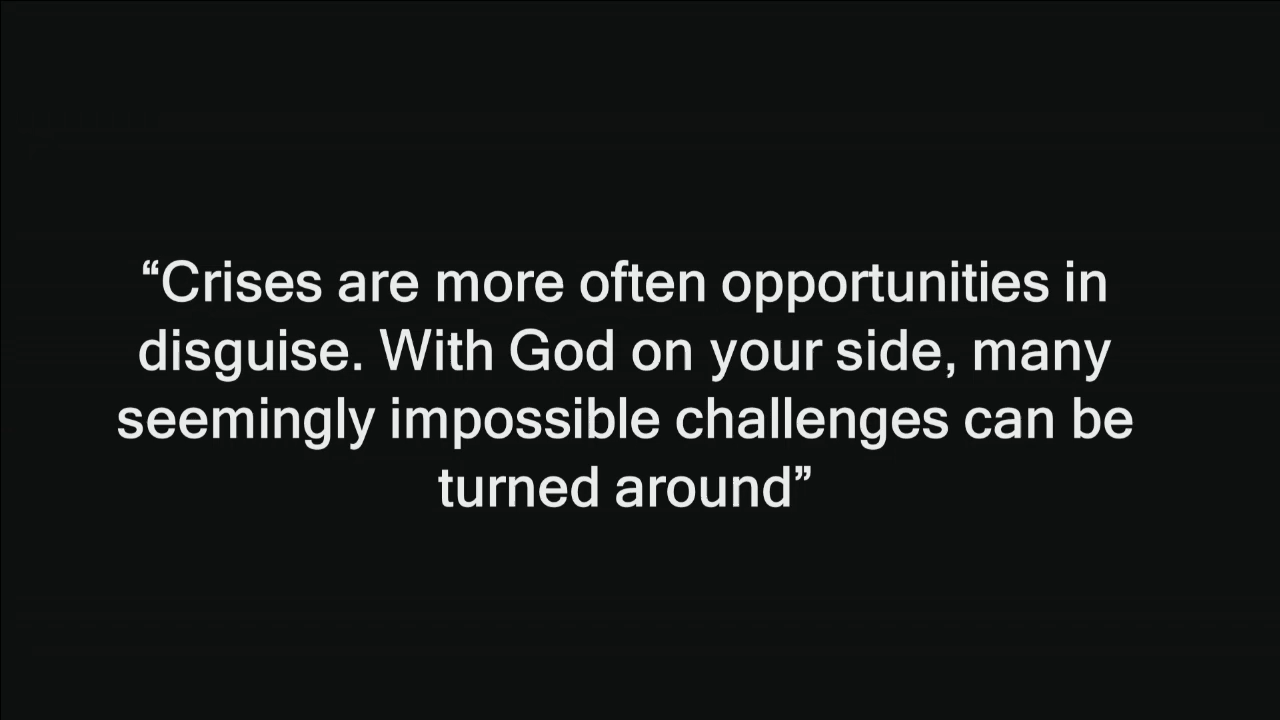 “Crises are more often opportunities in
disguise. With God on your side, many
seemingly impossible challenges can be
turned around”